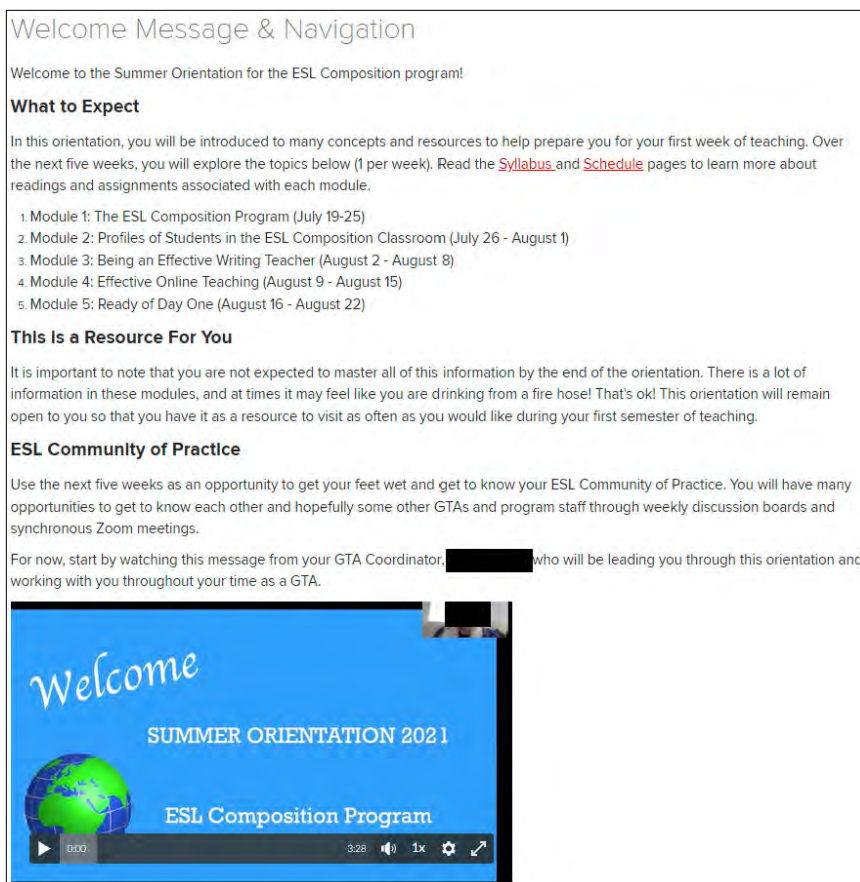 Welcome Message & Navigation
Welcome to the Summer Orientation for the ESL Composition program!
What to Expect
In this orientation, you will be introduced to many concepts and resources to help prepare you for your first week of teaching. Over
the next five weeks, you will explore the topics below (1 per week). Read the Syllabus and Schedule pages to learn more about
readings and assignments associated with each module.
1. Module 1: The ESL Composition Program (July 19-25)
2. Module 2: Profiles of Students in the ESL Composition Classroom (July 26 - August 1)
3. Module 3: Being an Effective Writing Teacher (August 2 - August 8)
4. Module 4: Effective Online Teaching (August 9 - August 15)
5. Module 5: Ready of Day One (August 16 - August 22)
This is a Resource For You
It is important to note that you are not expected to master all of this information by the end of the orientation. There is a lot of
information in these modules, and at times it may feel like you are drinking from a fire hose! That's ok! This orientation will remain
open to you so that you have it as a resource to visit as often as you would like during your first semester of teaching.
ESL Community of Practice
Use the next five weeks as an opportunity to get your feet wet and get to know your ESL Community of Practice. You will have many
opportunities to get to know each other and hopefully some other GTAs and program staff through weekly discussion boards and
synchronous Zoom meetings.
For now, start by watching this message from your GTA Coordinator, who will be leading you through this orientation and
working with you throughout your time as a GTA.
Welcome
SUMMER ORIENTATION 2021
ESL Composition Program
0:00 3:28 1x